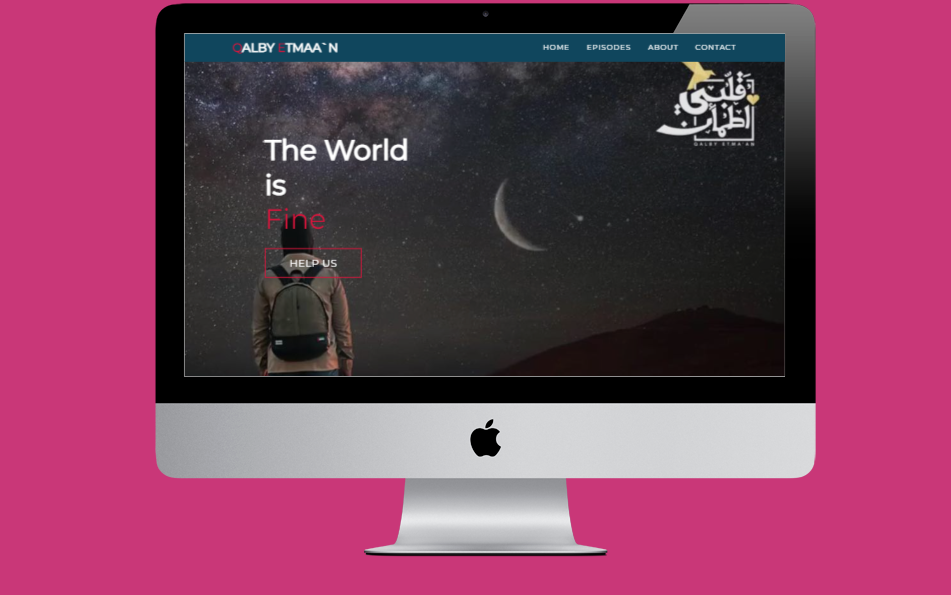 QALBY ETMAA`N
HOME EPISODES ABOUT CONTACT
قلبي
اطمأن
QALBY ETMA'AN
The World
is
Fine
HELP US